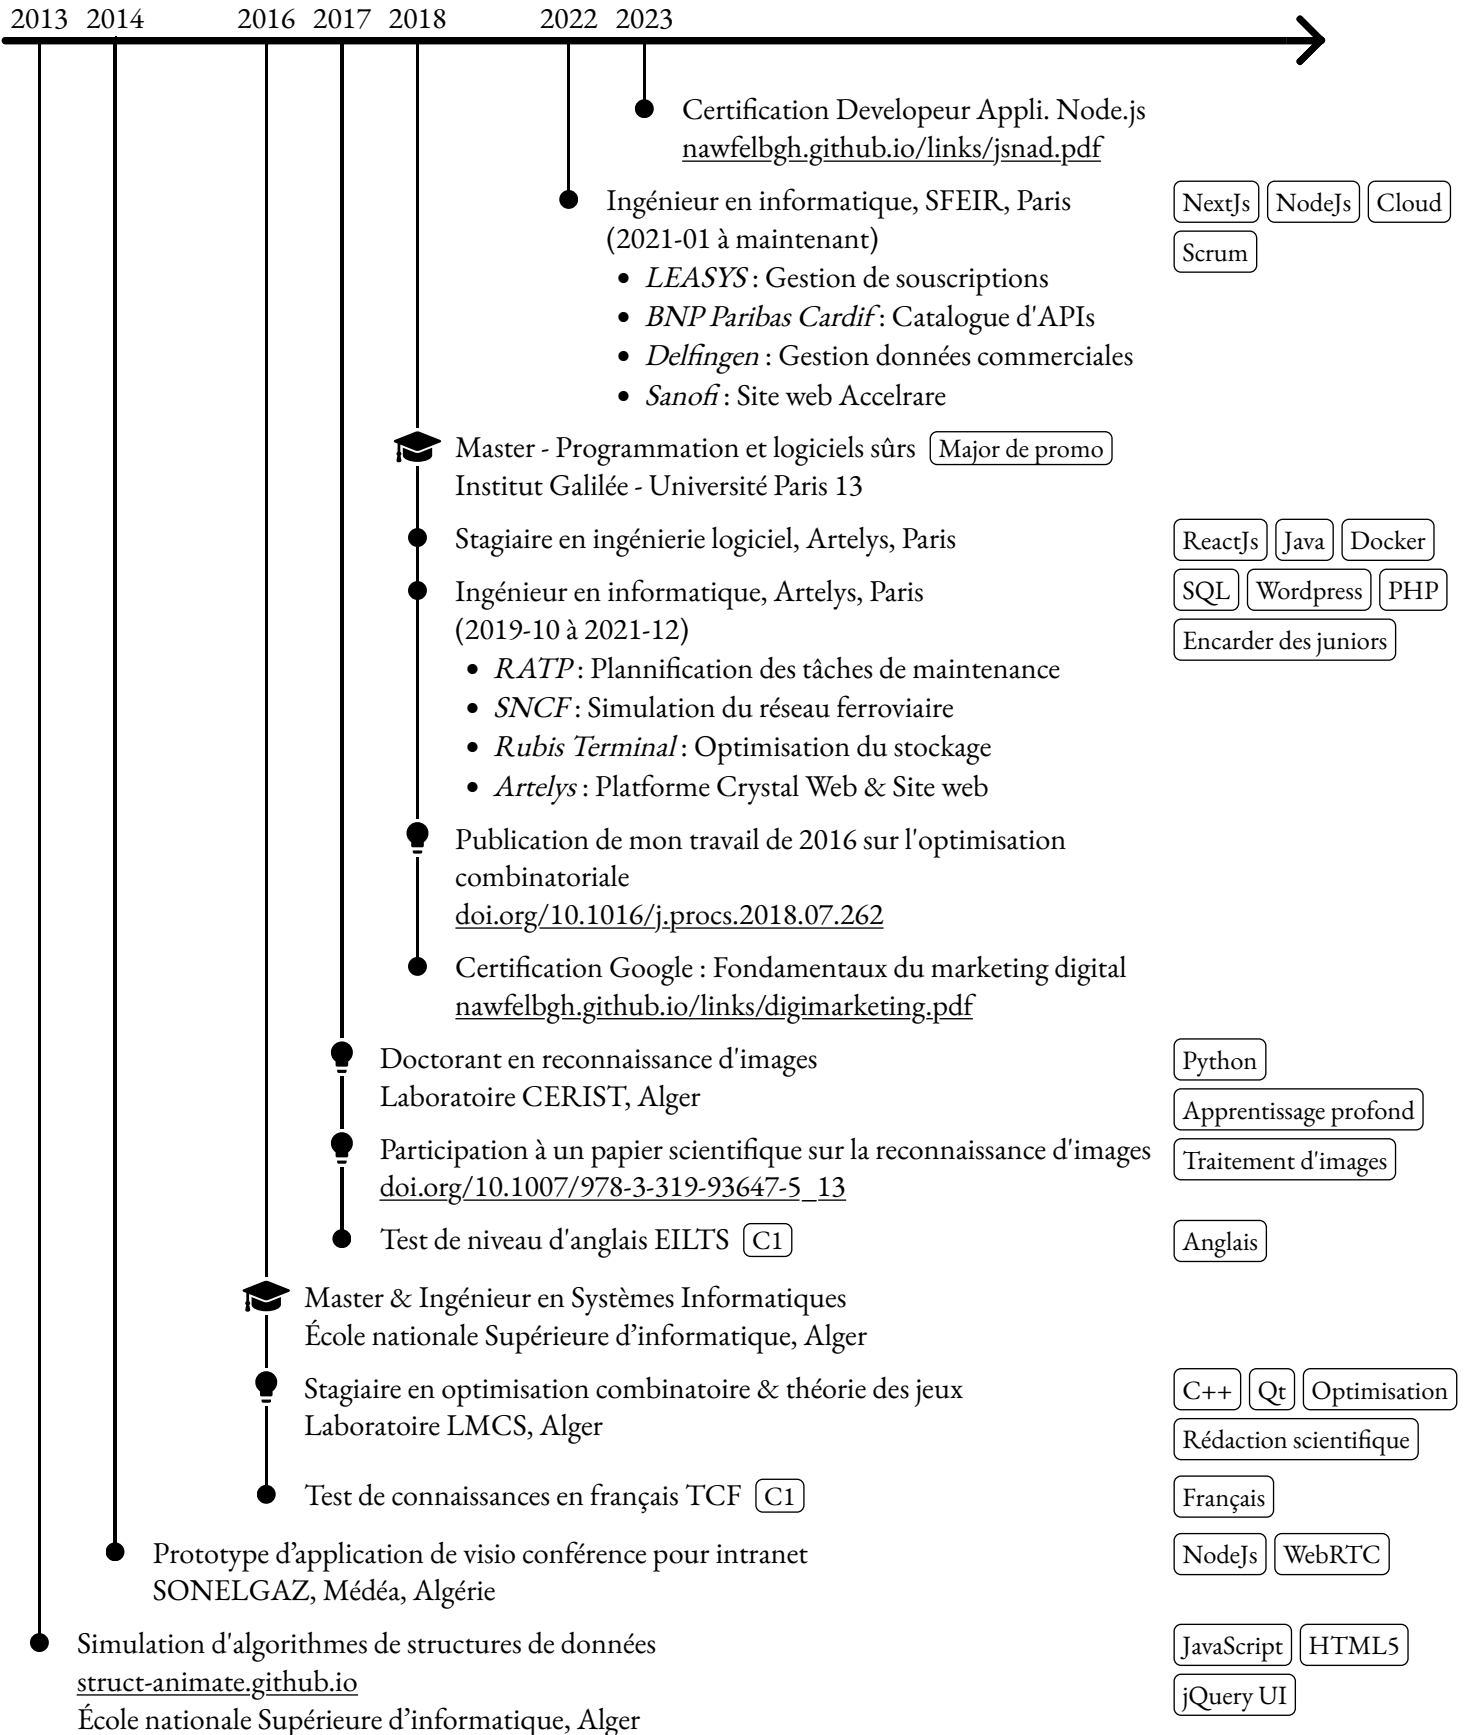 2013 2014 2016 2017 2018 2022 2023
Certification Developeur Appli. Node.js
nawfelbgh.github.io/links/jsnad.pdf
Ingénieur en informatique, SFEIR, Paris
(2021-01 à maintenant)
• LEASYS : Gestion de souscriptions
• BNP Paribas Cardif : Catalogue d'APIs
• Delfingen : Gestion données commerciales
• Sanofi : Site web Accelrare
NextJs NodeJs Cloud
Scrum
Master - Programmation et logiciels sûrs Major de promo
Institut Galilée - Université Paris 13
Stagiaire en ingénierie logiciel, Artelys, Paris
Ingénieur en informatique, Artelys, Paris
(2019-10 à 2021-12)
• RATP : Plannification des tâches de maintenance
• SNCF : Simulation du réseau ferroviaire
• Rubis Terminal : Optimisation du stockage
• Artelys : Platforme Crystal Web & Site web
ReactJs Java Docker
SQL Wordpress PHP
Encarder des juniors
Publication de mon travail de 2016 sur l'optimisation
combinatoriale
doi.org/10.1016/j.procs.2018.07.262
Certification Google : Fondamentaux du marketing digital
nawfelbgh.github.io/links/digimarketing.pdf
Doctorant en reconnaissance d'images
Laboratoire CERIST, Alger
Participation à un papier scientifique sur la reconnaissance d'images
doi.org/10.1007/978-3-319-93647-5_13
Python
Apprentissage profond
Traitement d'images
Test de niveau d'anglais EILTS C1
Anglais
Master & Ingénieur en Systèmes Informatiques
École nationale Supérieure d’informatique, Alger
Stagiaire en optimisation combinatoire & théorie des jeux
Laboratoire LMCS, Alger
C++ Qt Optimisation
Rédaction scientifique
Test de connaissances en français TCF C1
Français
Prototype d’application de visio conférence pour intranet
SONELGAZ, Médéa, Algérie
NodeJs WebRTC
Simulation d'algorithmes de structures de données
struct-animate.github.io
École nationale Supérieure d’informatique, Alger
JavaScript HTML5
jQuery UI